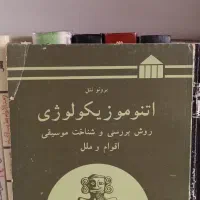 برونو نتل
اتنوموزیکولوژی
روش بررسی و شناخت موسیقی
اقوام و ملل